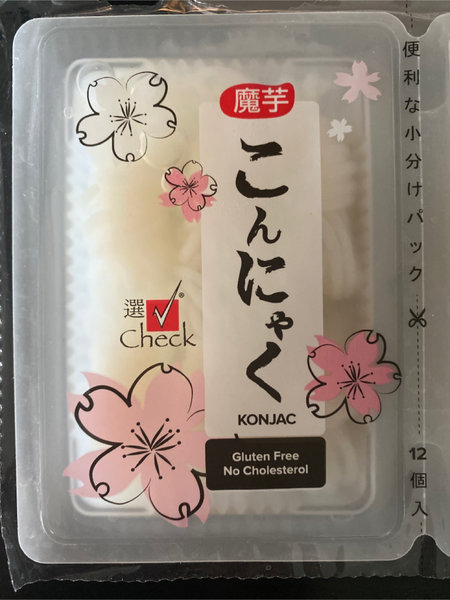 魔芋
こんにゃく
KONJAC
選
®
Check
Gluten Free
No Cholesterol
便利な小分けパック
12個入